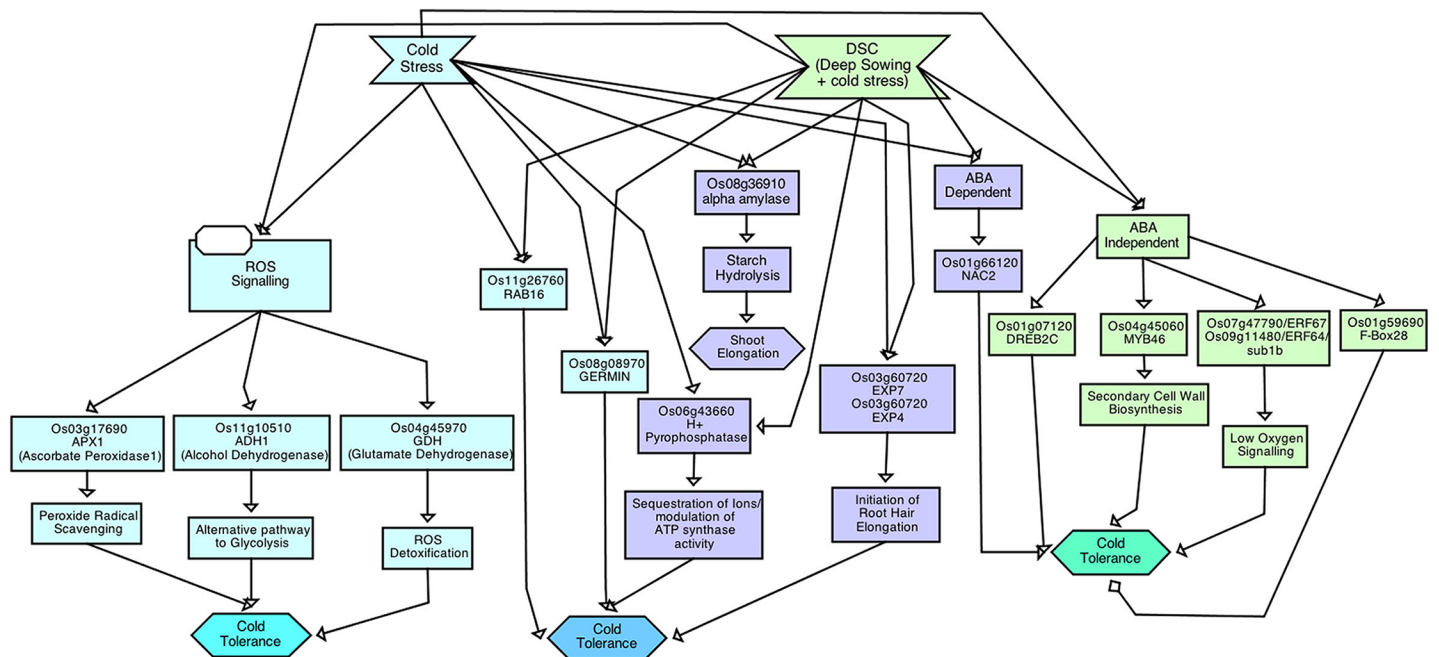 Cold
Stress
DSC
(Deep Sowing
+ cold stress)
Os08g36910
alpha amylase
ABA
Dependent
ABA
Independent
ROS
Signalling
Os11g26760
RAB16
Starch
Hydrolysis
Os01g66120
NAC2
Os01g07120
DREB2C
Os04g45060
MYB46
Os07g47790/ERF67
Os09g11480/ERF64/
sub1b
Os01g59690
F-Box28
Shoot
Elongation
Os08g08970
GERMIN
Os03g60720
EXP7
Os03g60720
EXP4
Secondary Cell Wall
Biosynthesis
Os03g17690
APX1
(Ascorbate Peroxidase1)
Os11g10510
ADH1
(Alcohol Dehydrogenase)
Os04g45970
GDH
(Glutamate Dehydrogenase)
Os06g43660
H+
Pyrophosphatase
Low Oxygen
Signalling
Peroxide Radical
Scavenging
Alternative pathway
to Glycolysis
ROS
Detoxification
Sequestration of Ions/
modulation of
ATP synthase
activity
Initiation of
Root Hair
Elongation
Cold
Tolerance
Cold
Tolerance
Cold
Tolerance